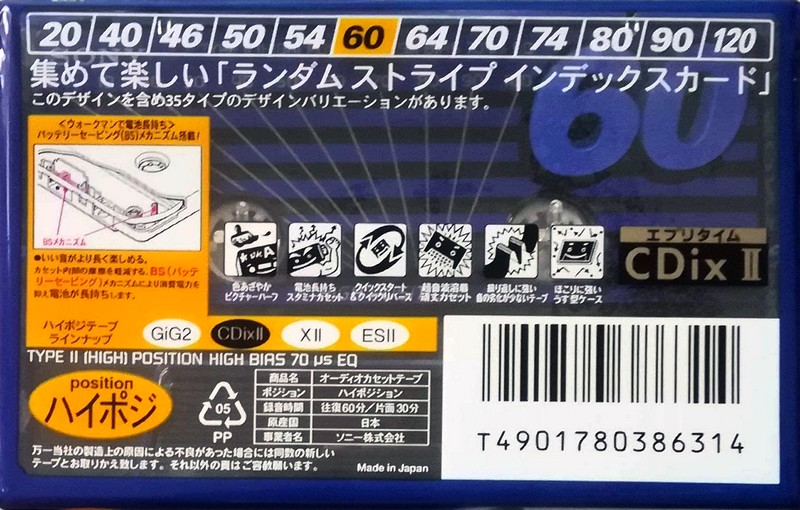 20 40 46 50 54 60 64 70 74 80 90 120
集めて楽しい「ランダム ストライプ インデックスカード」
このデザインを含め35タイプのデザインバリエーションがあります。
60
<ウォークマンで電池長持ち>
バッテリーセービング(BS)メカニズム搭載!
BSメカニズム
●いい音がより長く楽しめる。
カセット内部の摩擦を軽減する、BS(バッテ
リーセービング)メカニズムにより消費電力を
抑え電池が長持ちします。
色あざやか
ピクチャーハーフ
電池長持ち
スタミナカセット
クイックスタート
&クイックリバース
超音波溶着
頑丈カセット
繰り返しに強い
音の劣化が少ないテープ
ほこりに強い
うす型ケース
エブリタイム
CDix II
ハイポジテープ
ラインナップ
GiG2 CDixII XII ESII
TYPE II (HIGH) POSITION HIGH BIAS 70 μs EQ
position
ハイポジ
05
PP
商品名 オーディオカセットテープ
ポジション ハイポジション
録音時間 往復60分/片面30分
原産国 日本
事業者名 ソニー株式会社
万一当社の製造上の原因による不良があった場合には同数の新しい
テープとお取りかえ致します。それ以外の責はご容赦願います。
Made in Japan
T4901780386314